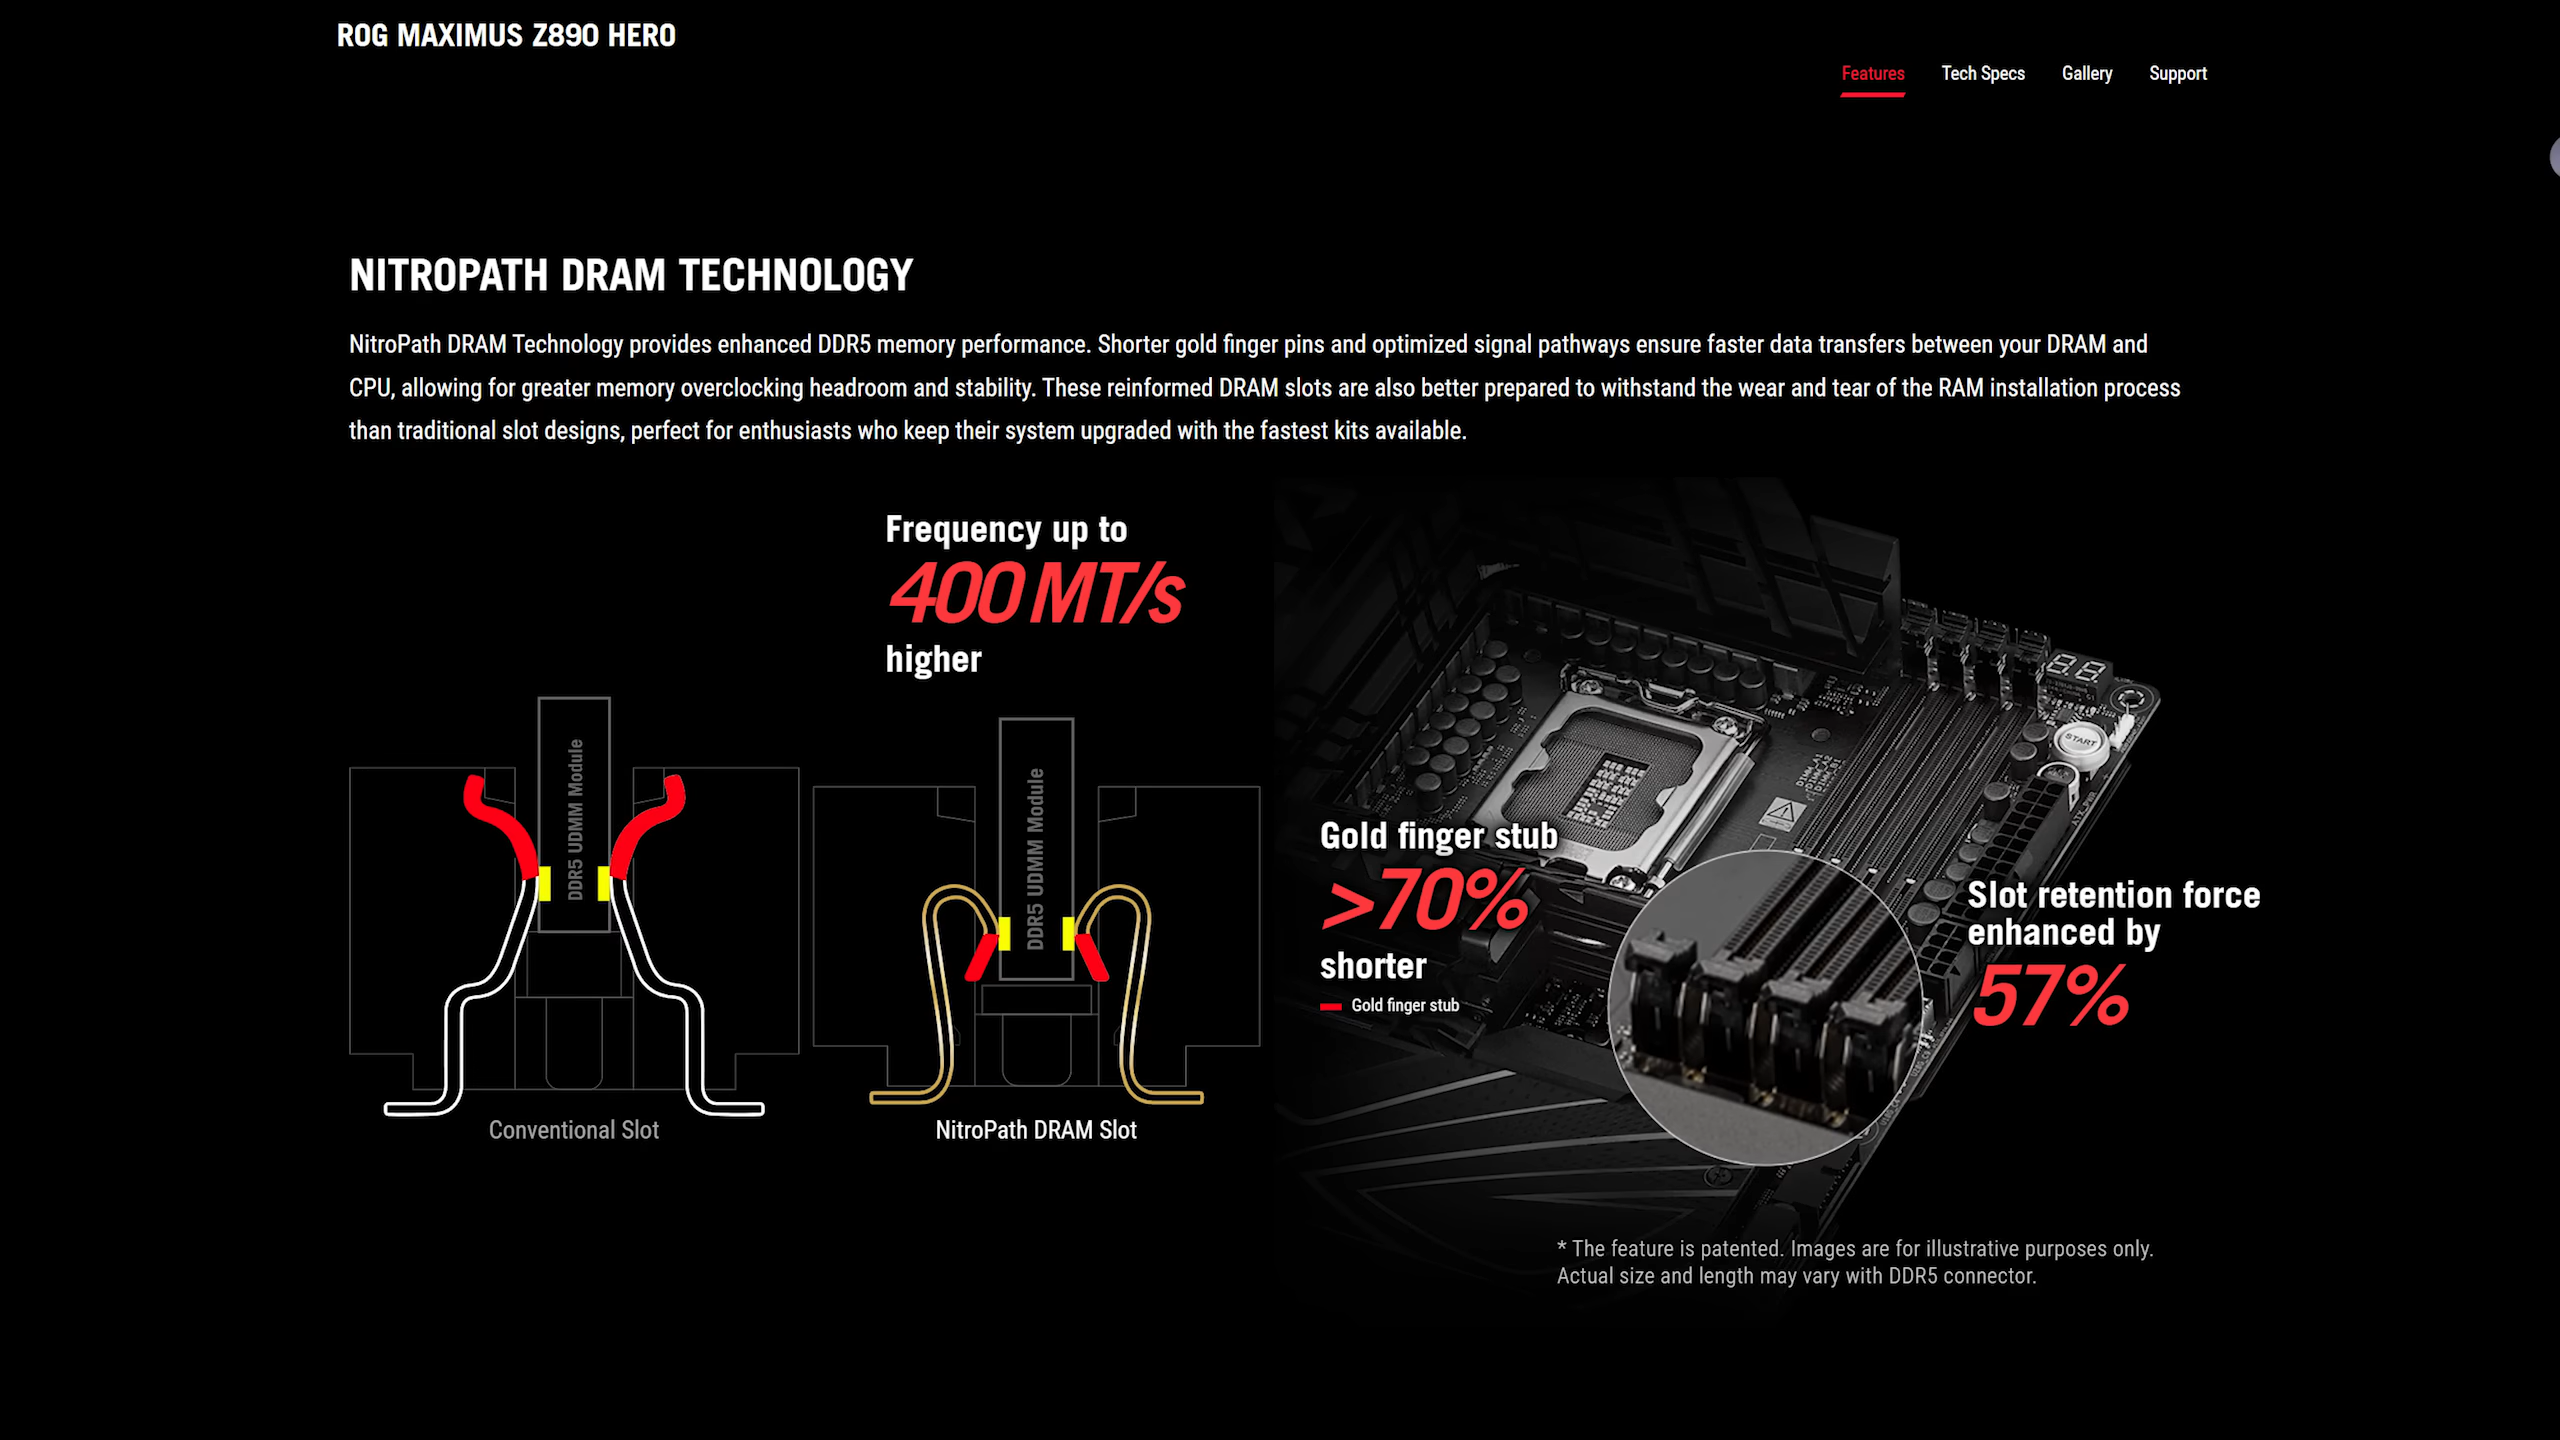 ROG MAXIMUS Z890 HERO
Features
Tech Specs
Gallery
Support
NITROPATH DRAM TECHNOLOGY
NitroPath DRAM Technology provides enhanced DDR5 memory performance. Shorter gold finger pins and optimized signal pathways ensure faster data transfers between your DRAM and
CPU, allowing for greater memory overclocking headroom and stability. These reinformed DRAM slots are also better prepared to withstand the wear and tear of the RAM installation process
than traditional slot designs, perfect for enthusiasts who keep their system upgraded with the fastest kits available.
Frequency up to
400 MT/s
higher
DDR5 UDMM Module
Conventional Slot
DDR5 UDMM Module
NitroPath DRAM Slot
Gold finger stub
>70%
shorter
Gold finger stub
START
88
ATX_PWR
Slot retention force
enhanced by
57%
* The feature is patented. Images are for illustrative purposes only.
Actual size and length may vary with DDR5 connector.